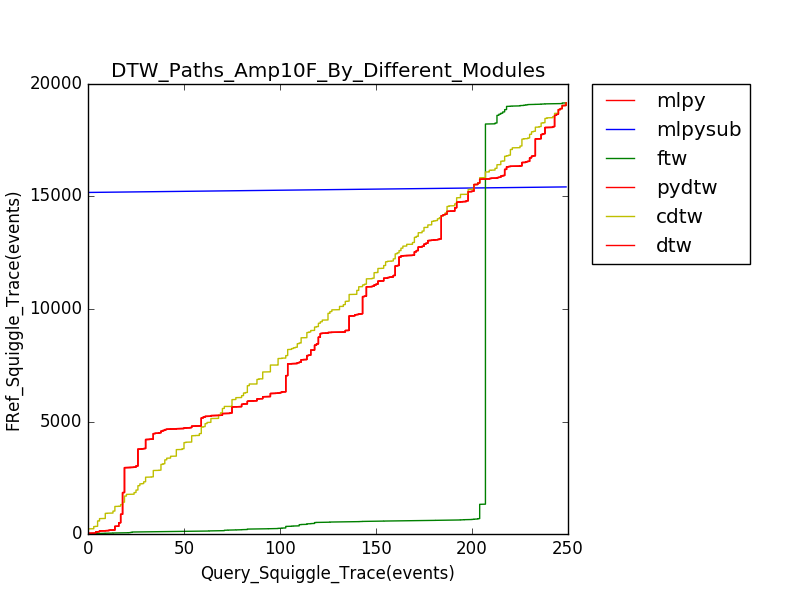 DTW_Paths_Amp10F_By_Different_Modules
20000
15000
10000
5000
0
FRef_Squiggle_Trace(events)
0 50 100 150 200 250
Query_Squiggle_Trace(events)
mlpy
mlpysub
ftw
pydtw
cdtw
dtw